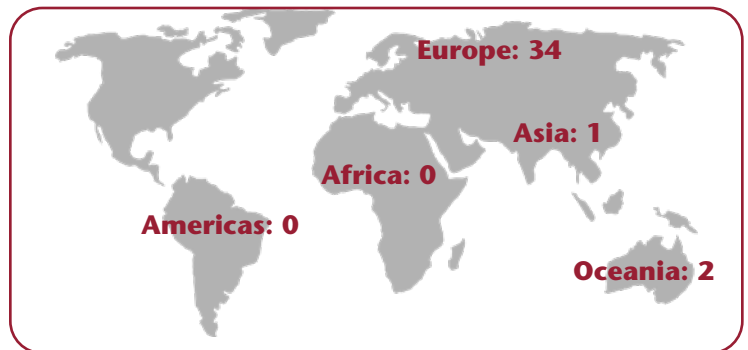 Europe: 34
Asia: 1
Africa: 0
Americas: 0
Oceania: 2